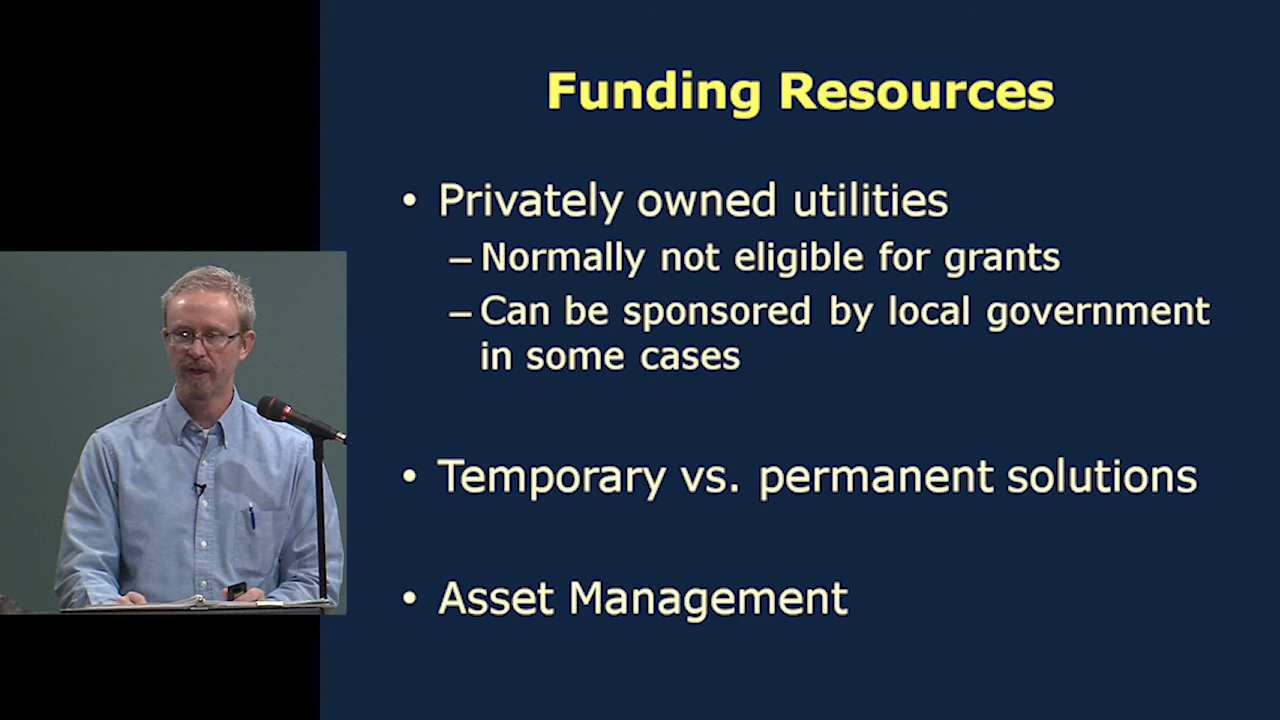 Funding Resources
• Privately owned utilities
– Normally not eligible for grants
– Can be sponsored by local government
in some cases
• Temporary vs. permanent solutions
• Asset Management